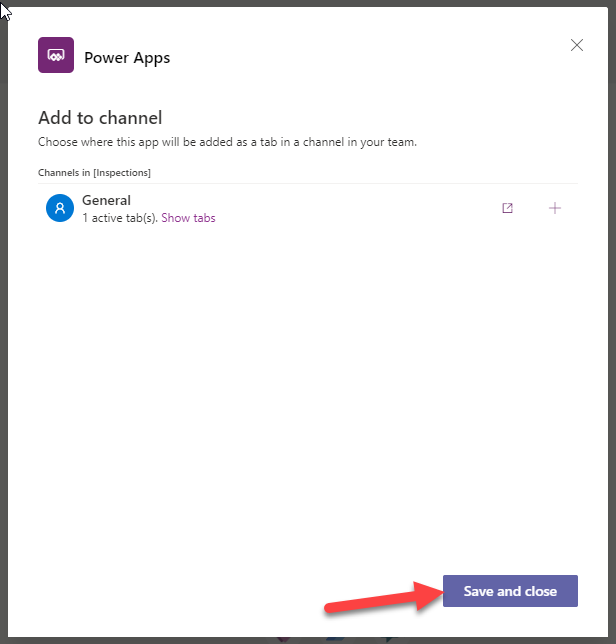 Power Apps
Add to channel
Choose where this app will be added as a tab in a channel in your team.
Channels in [Inspections]
General
1 active tab(s). Show tabs
Save and close